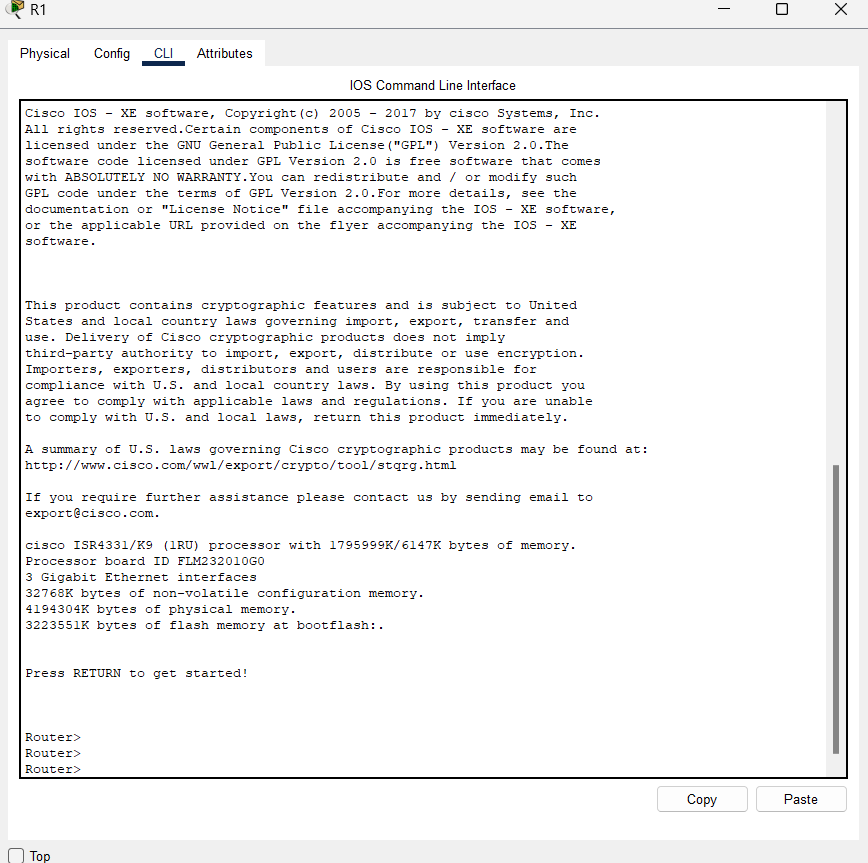 R1
Physical Config CLI Attributes
IOS Command Line Interface
Cisco IOS - XE software, Copyright(c) 2005 - 2017 by cisco Systems, Inc.
All rights reserved.Certain components of Cisco IOS - XE software are
licensed under the GNU General Public License("GPL") Version 2.0.The
software code licensed under GPL Version 2.0 is free software that comes
with ABSOLUTELY NO WARRANTY.You can redistribute and / or modify such
GPL code under the terms of GPL Version 2.0.For more details, see the
documentation or "License Notice" file accompanying the IOS - XE software,
or the applicable URL provided on the flyer accompanying the IOS - XE
software.
This product contains cryptographic features and is subject to United
States and local country laws governing import, export, transfer and
use. Delivery of Cisco cryptographic products does not imply
third-party authority to import, export, distribute or use encryption.
Importers, exporters, distributors and users are responsible for
compliance with U.S. and local country laws. By using this product you
agree to comply with applicable laws and regulations. If you are unable
to comply with U.S. and local laws, return this product immediately.
A summary of U.S. laws governing Cisco cryptographic products may be found at:
http://www.cisco.com/wwl/export/crypto/tool/stqrg.html
If you require further assistance please contact us by sending email to
export@cisco.com.
cisco ISR4331/K9 (1RU) processor with 1795999K/6147K bytes of memory.
Processor board ID FLM232010G0
3 Gigabit Ethernet interfaces
32768K bytes of non-volatile configuration memory.
4194304K bytes of physical memory.
3223551K bytes of flash memory at bootflash:.
Press RETURN to get started!
Router>
Router>
Router>
Copy Paste
Top